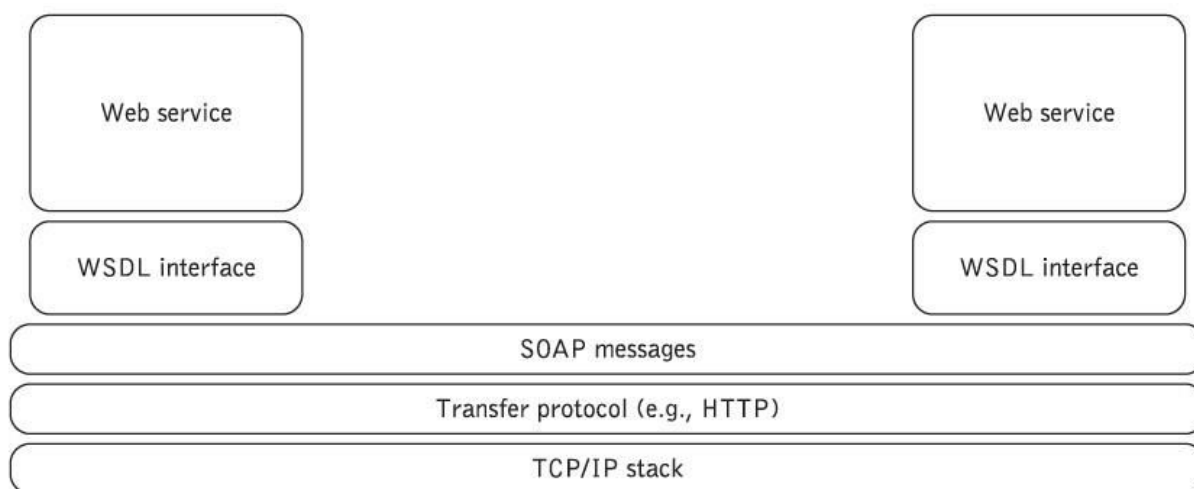 Web service
Web service
WSDL interface
WSDL interface
SOAP messages
Transfer protocol (e.g., HTTP)
TCP/IP stack